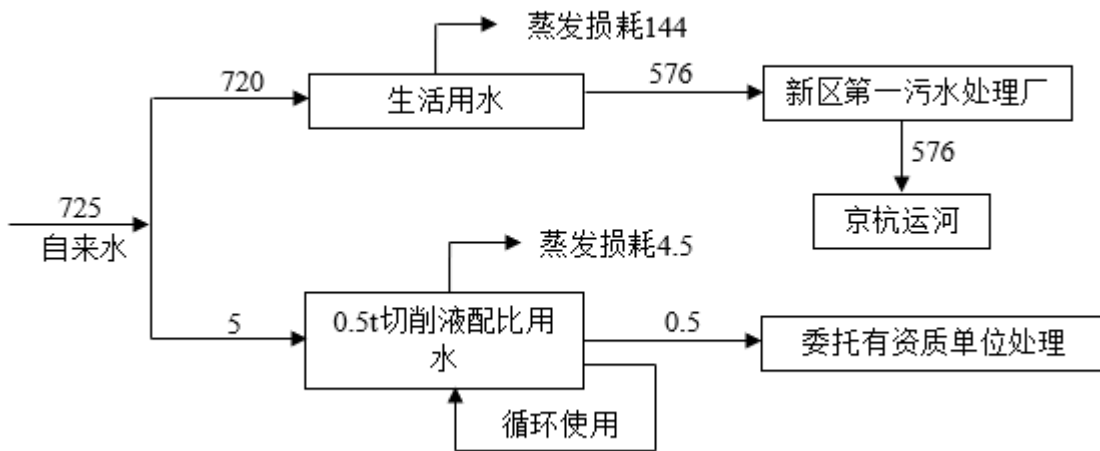 蒸发损耗144
720
生活用水
576
新区第一污水处理厂
576
京杭运河
725
自来水
蒸发损耗4.5
5
0.5t切削液配比用
水
0.5
委托有资质单位处理
循环使用